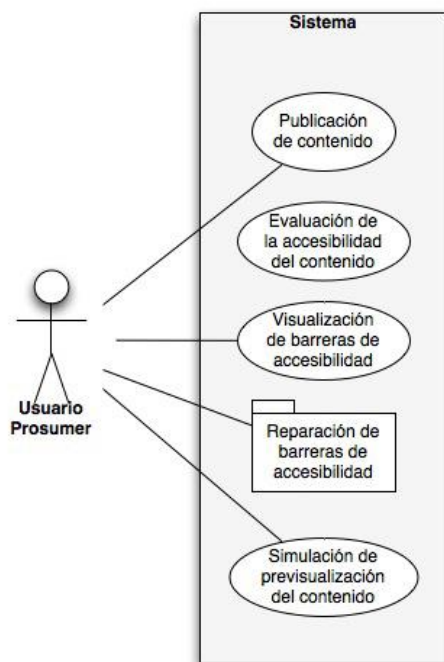 Sistema
Publicación
de contenido
Evaluación de
la accesibilidad
del contenido
Visualización
de barreras de
accesibilidad
Usuario
Prosumer
Reparación de
barreras de
accesibilidad
Simulación de
previsualización
del contenido